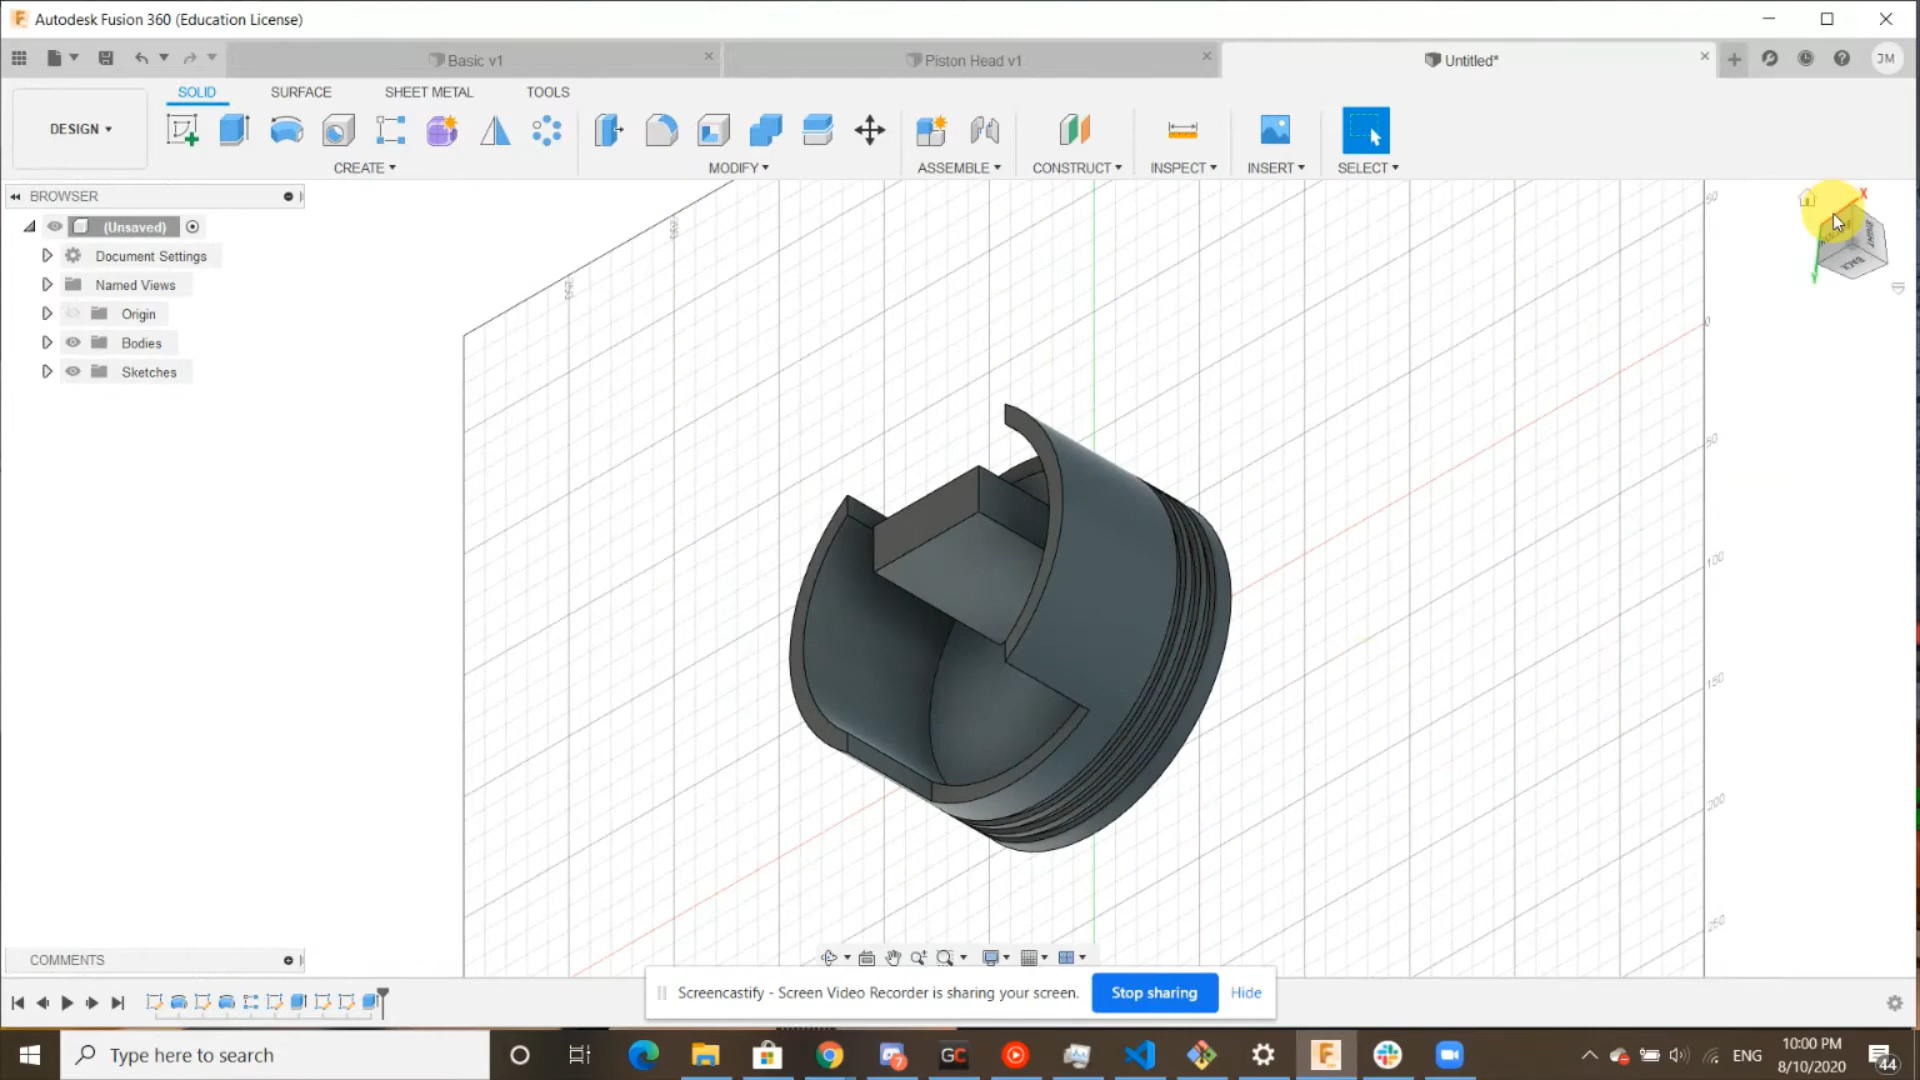 Autodesk Fusion 360 (Education License)
Basic v1
Piston Head v1
Untitled*
JM
DESIGN
SOLID
SURFACE
SHEET METAL
TOOLS
CREATE
MODIFY
ASSEMBLE
CONSTRUCT
INSPECT
INSERT
SELECT
BROWSER
(Unsaved)
Document Settings
Named Views
Origin
Bodies
Sketches
X
Y
RIGHT
BACK
50
0
50
100
150
200
250
COMMENTS
Screencastify - Screen Video Recorder is sharing your screen.
Stop sharing
Hide
Type here to search
GC
7
ENG
10:00 PM
8/10/2020
44